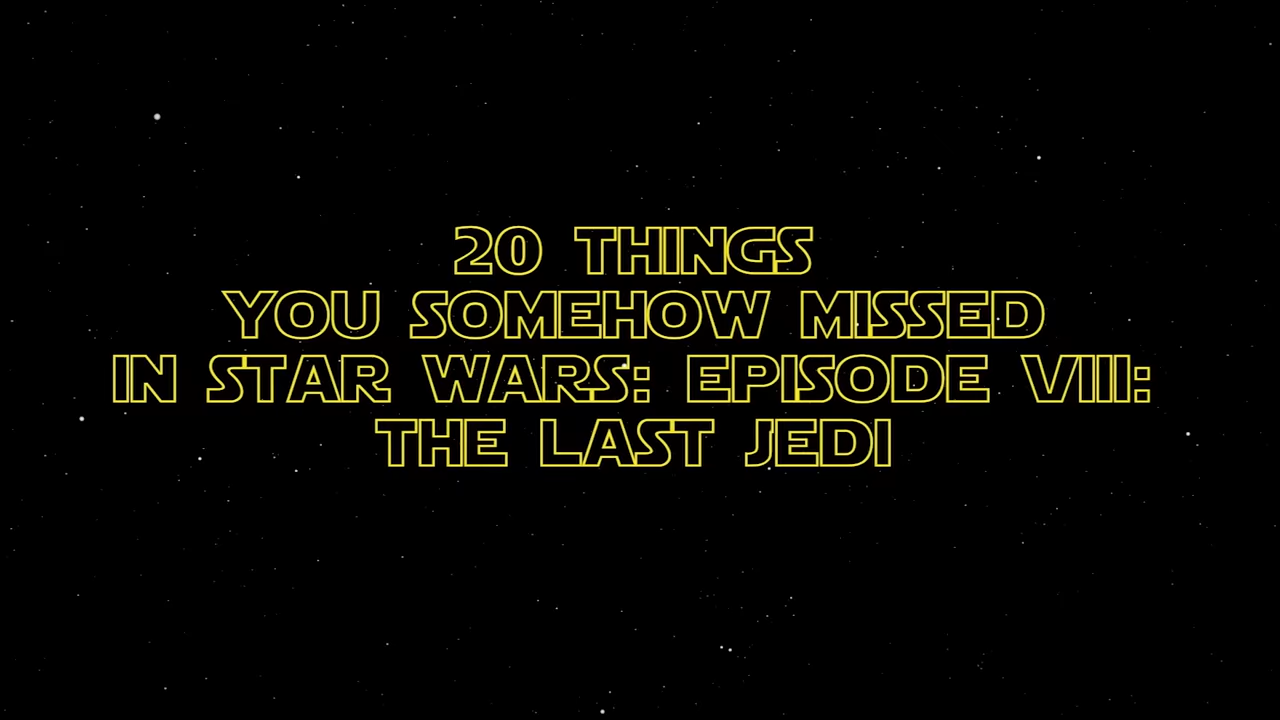 20 THINGS
YOU SOMEHOW MISSED
IN STAR WARS: EPISODE VIII:
THE LAST JEDI